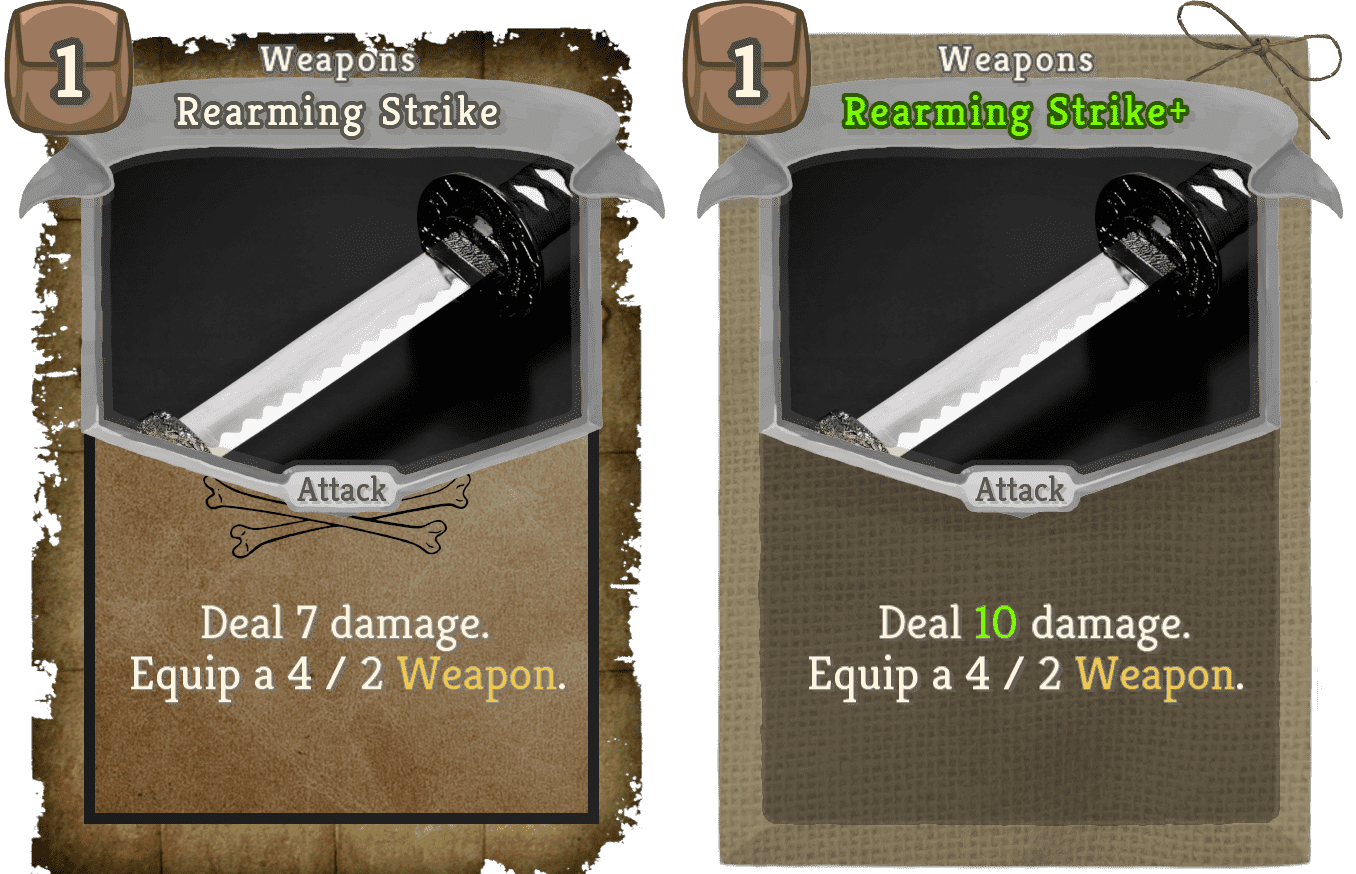 1
Weapons
Rearming Strike
Attack
Deal 7 damage.
Equip a 4 / 2 Weapon.
1
Weapons
Rearming Strike+
Attack
Deal 10 damage.
Equip a 4 / 2 Weapon.